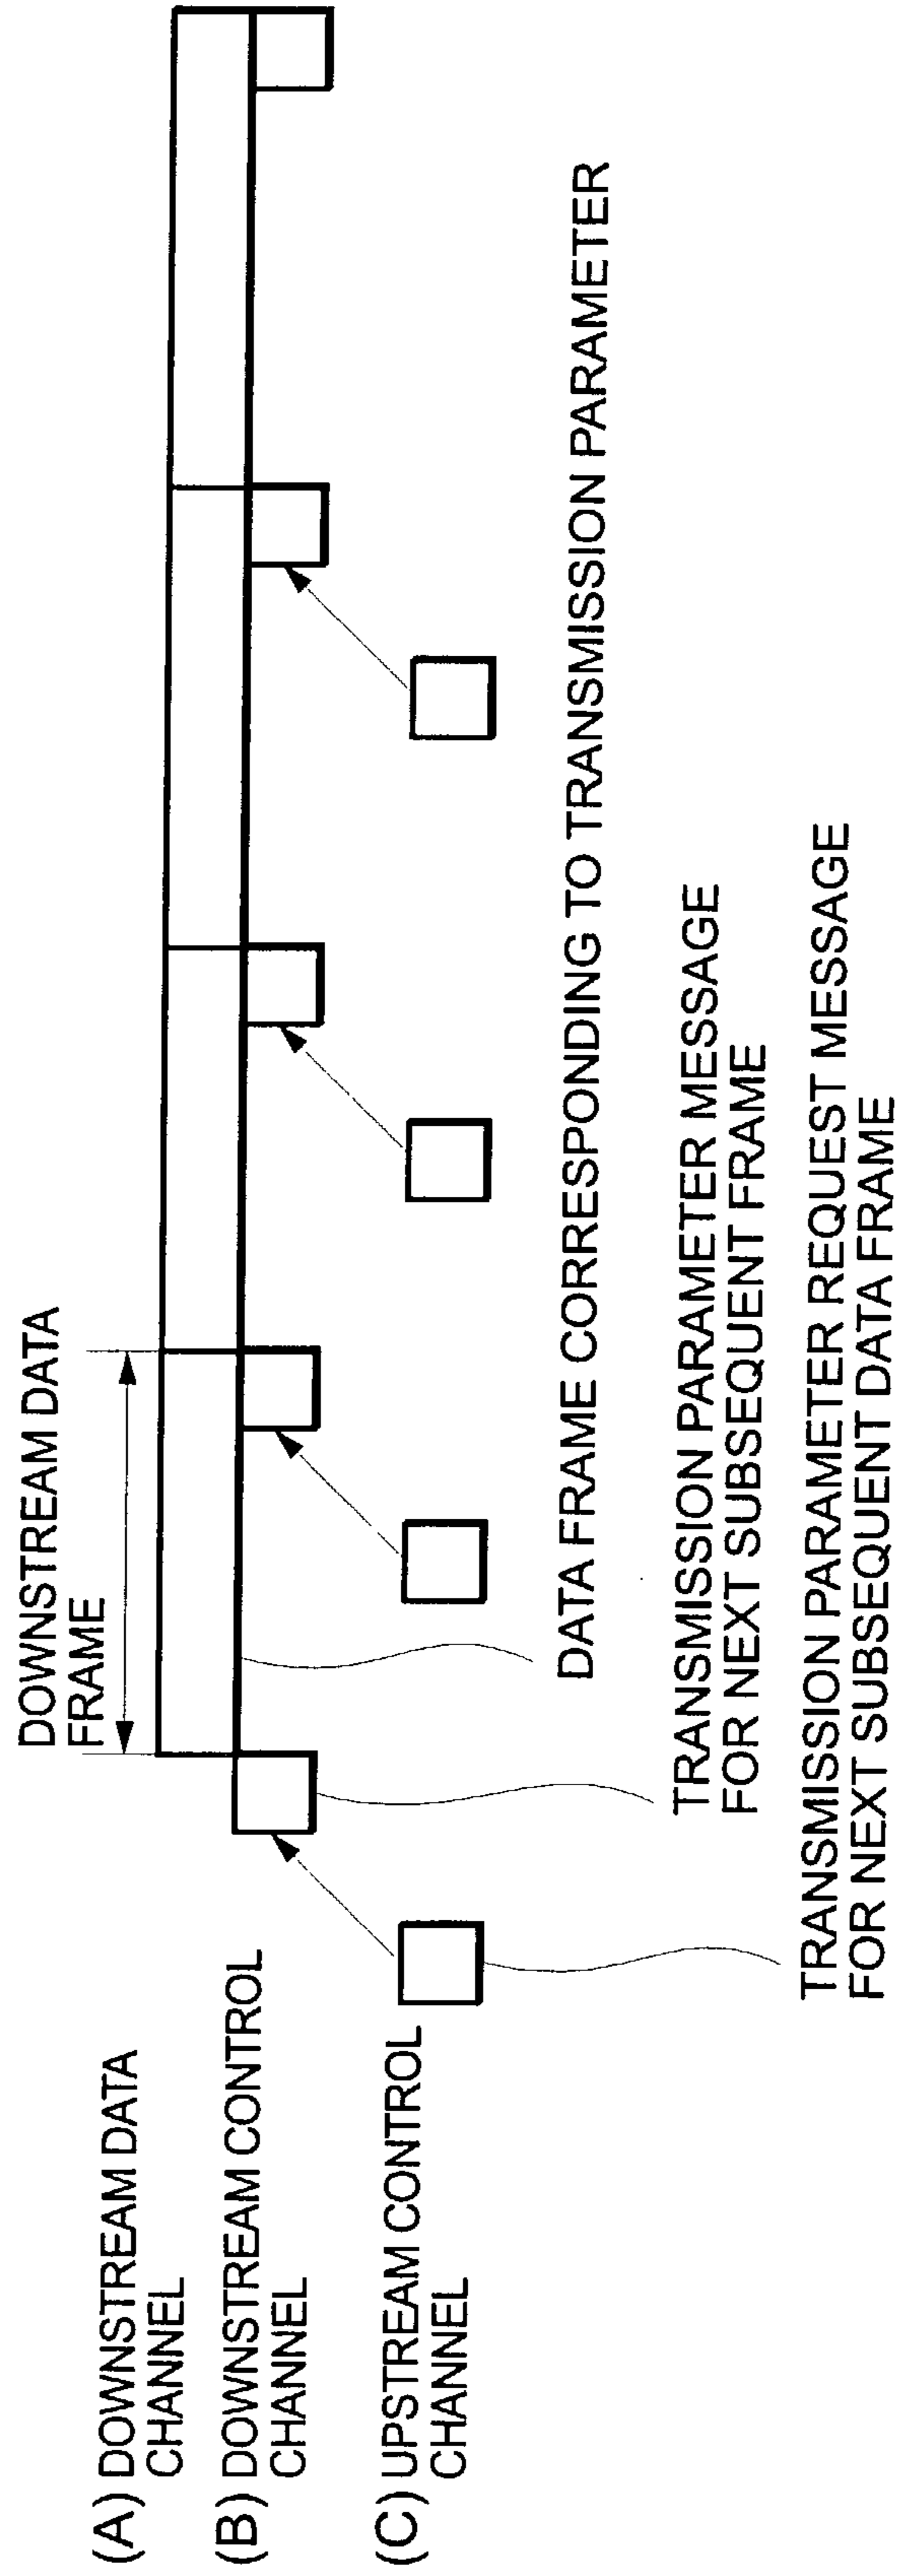 DOWNSTREAM DATA
FRAME
(A) DOWNSTREAM DATA
CHANNEL
(B) DOWNSTREAM CONTROL
CHANNEL
(C) UPSTREAM CONTROL
CHANNEL
DATA FRAME CORRESPONDING TO TRANSMISSION PARAMETER
TRANSMISSION PARAMETER MESSAGE
FOR NEXT SUBSEQUENT FRAME
TRANSMISSION PARAMETER REQUEST MESSAGE
FOR NEXT SUBSEQUENT DATA FRAME